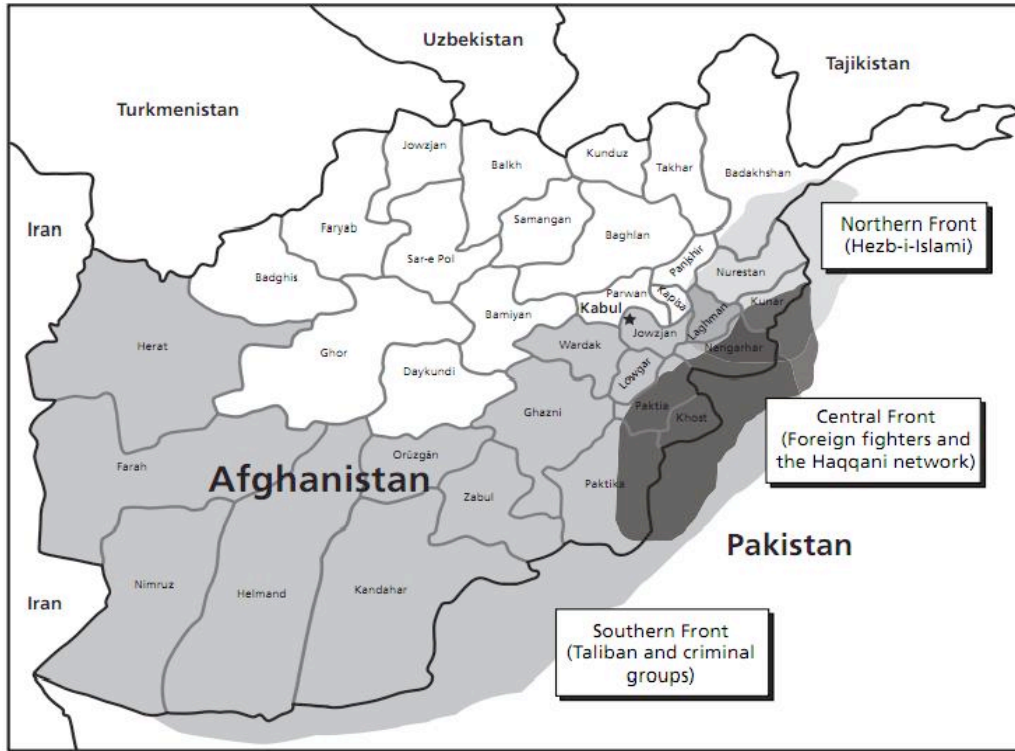 Uzbekistan
Tajikistan
Turkmenistan
Jowzjan
Balkh
Kunduz
Takhar
Badakhshan
Iran
Faryab
Samangan
Baghlan
Northern Front
(Hezb-i-Islami)
Sar-e Pol
Panjshir
Badghis
Nurestan
Parwan
Kapisa
Kunar
Kabul
Bamiyan
Laghman
Jowzjan
Herat
Wardak
Nengarhar
Ghor
Lowgar
Daykundi
Paktia
Khost
Ghazni
Central Front
(Foreign fighters and
the Haqqani network)
Orūzgān
Farah
Afghanistan
Zabul
Paktika
Pakistan
Nimruz
Helmand
Kandahar
Iran
Southern Front
(Taliban and criminal
groups)